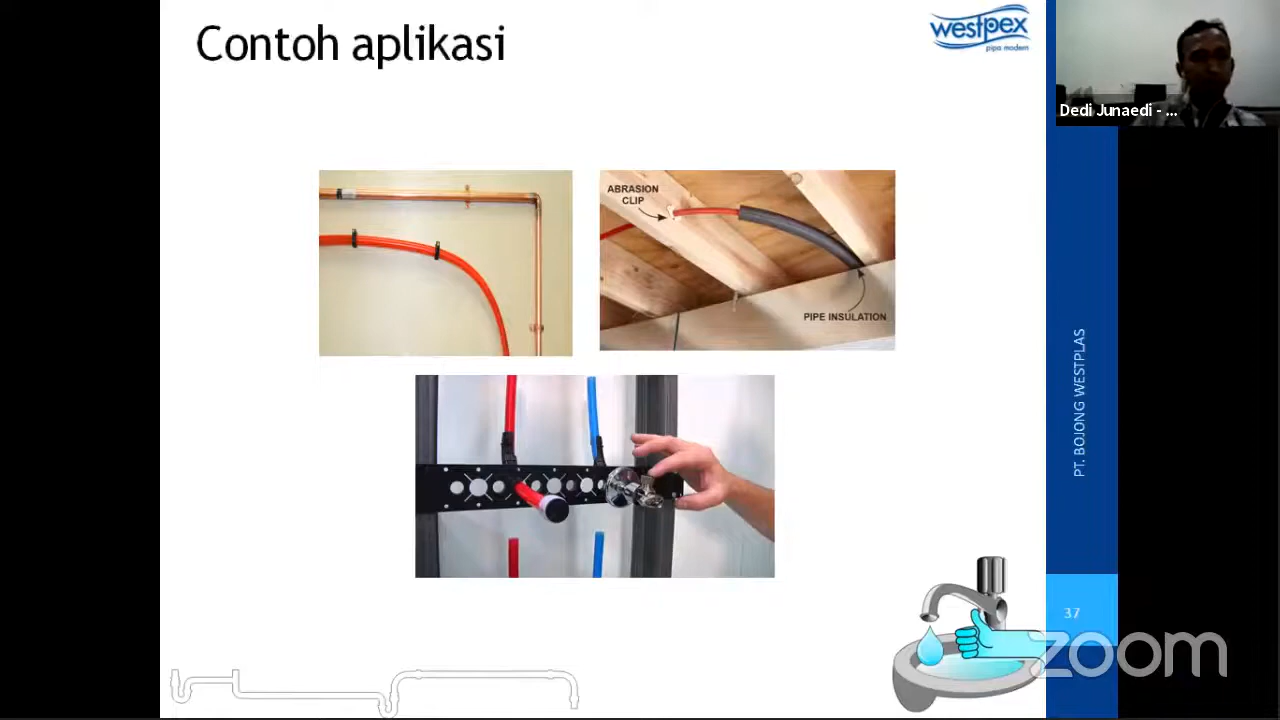 Contoh aplikasi
westpex
pipa modern
Dedi Junaedi - ...
ABRASION
CLIP
PIPE INSULATION
PT. BOJONG WESTPLAS
37
zoom